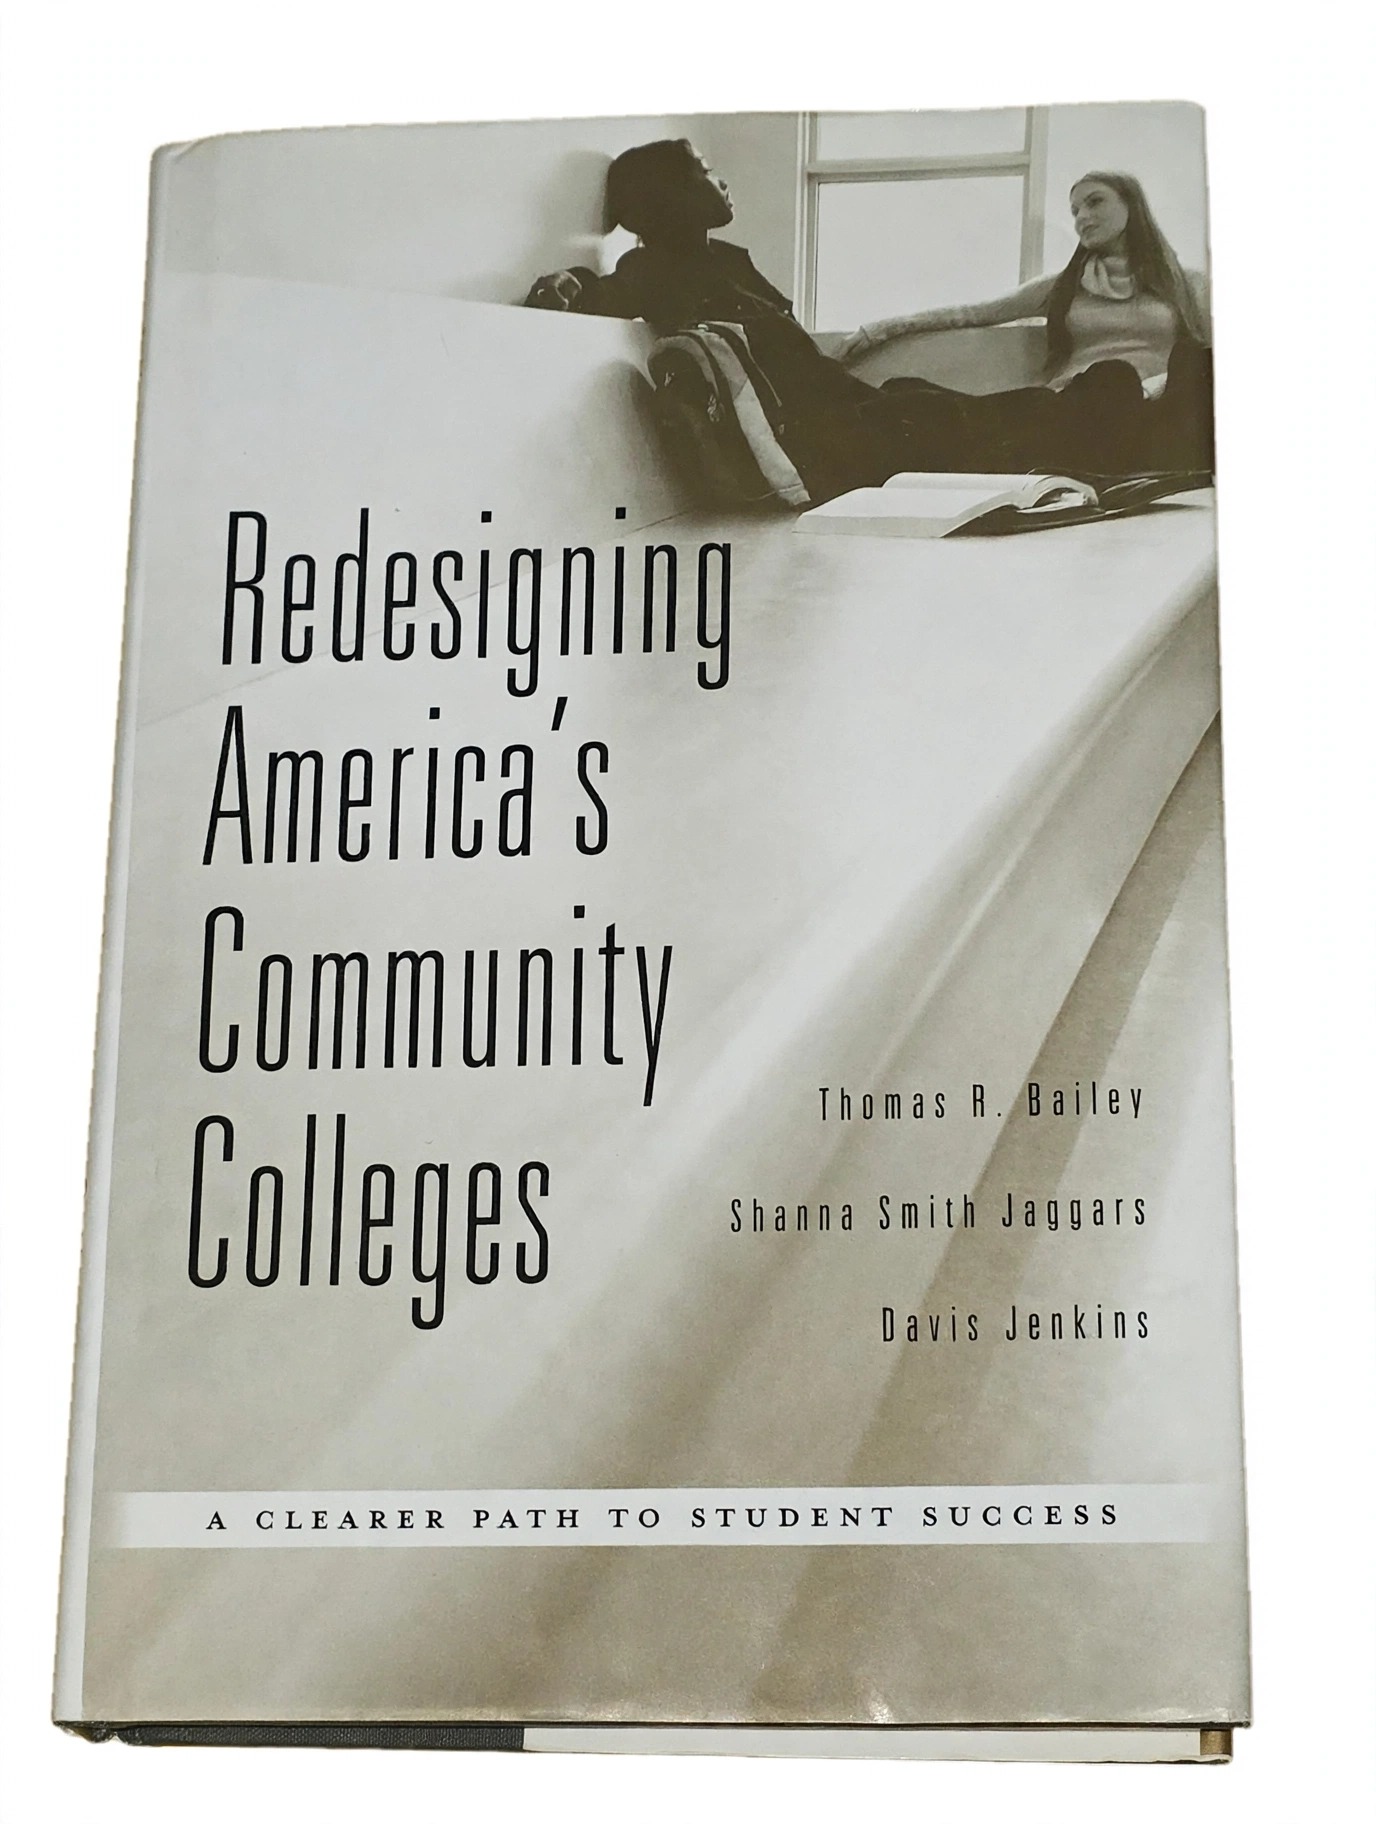 Redesigning
America's
Community
Colleges
Thomas R. Bailey
Shanna Smith Jaggars
Davis Jenkins
A CLEARER PATH TO STUDENT SUCCESS